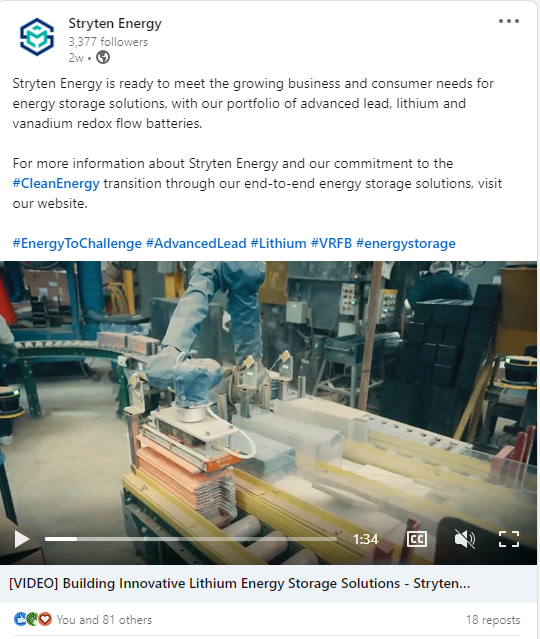 Stryten Energy
3,377 followers
2w •
Stryten Energy is ready to meet the growing business and consumer needs for
energy storage solutions, with our portfolio of advanced lead, lithium and
vanadium redox flow batteries.
For more information about Stryten Energy and our commitment to the
#CleanEnergy transition through our end-to-end energy storage solutions, visit
our website.
#EnergyToChallenge #AdvancedLead #Lithium #VRFB #energystorage
1:34 CC
[VIDEO] Building Innovative Lithium Energy Storage Solutions - Stryten...
You and 81 others 18 reposts